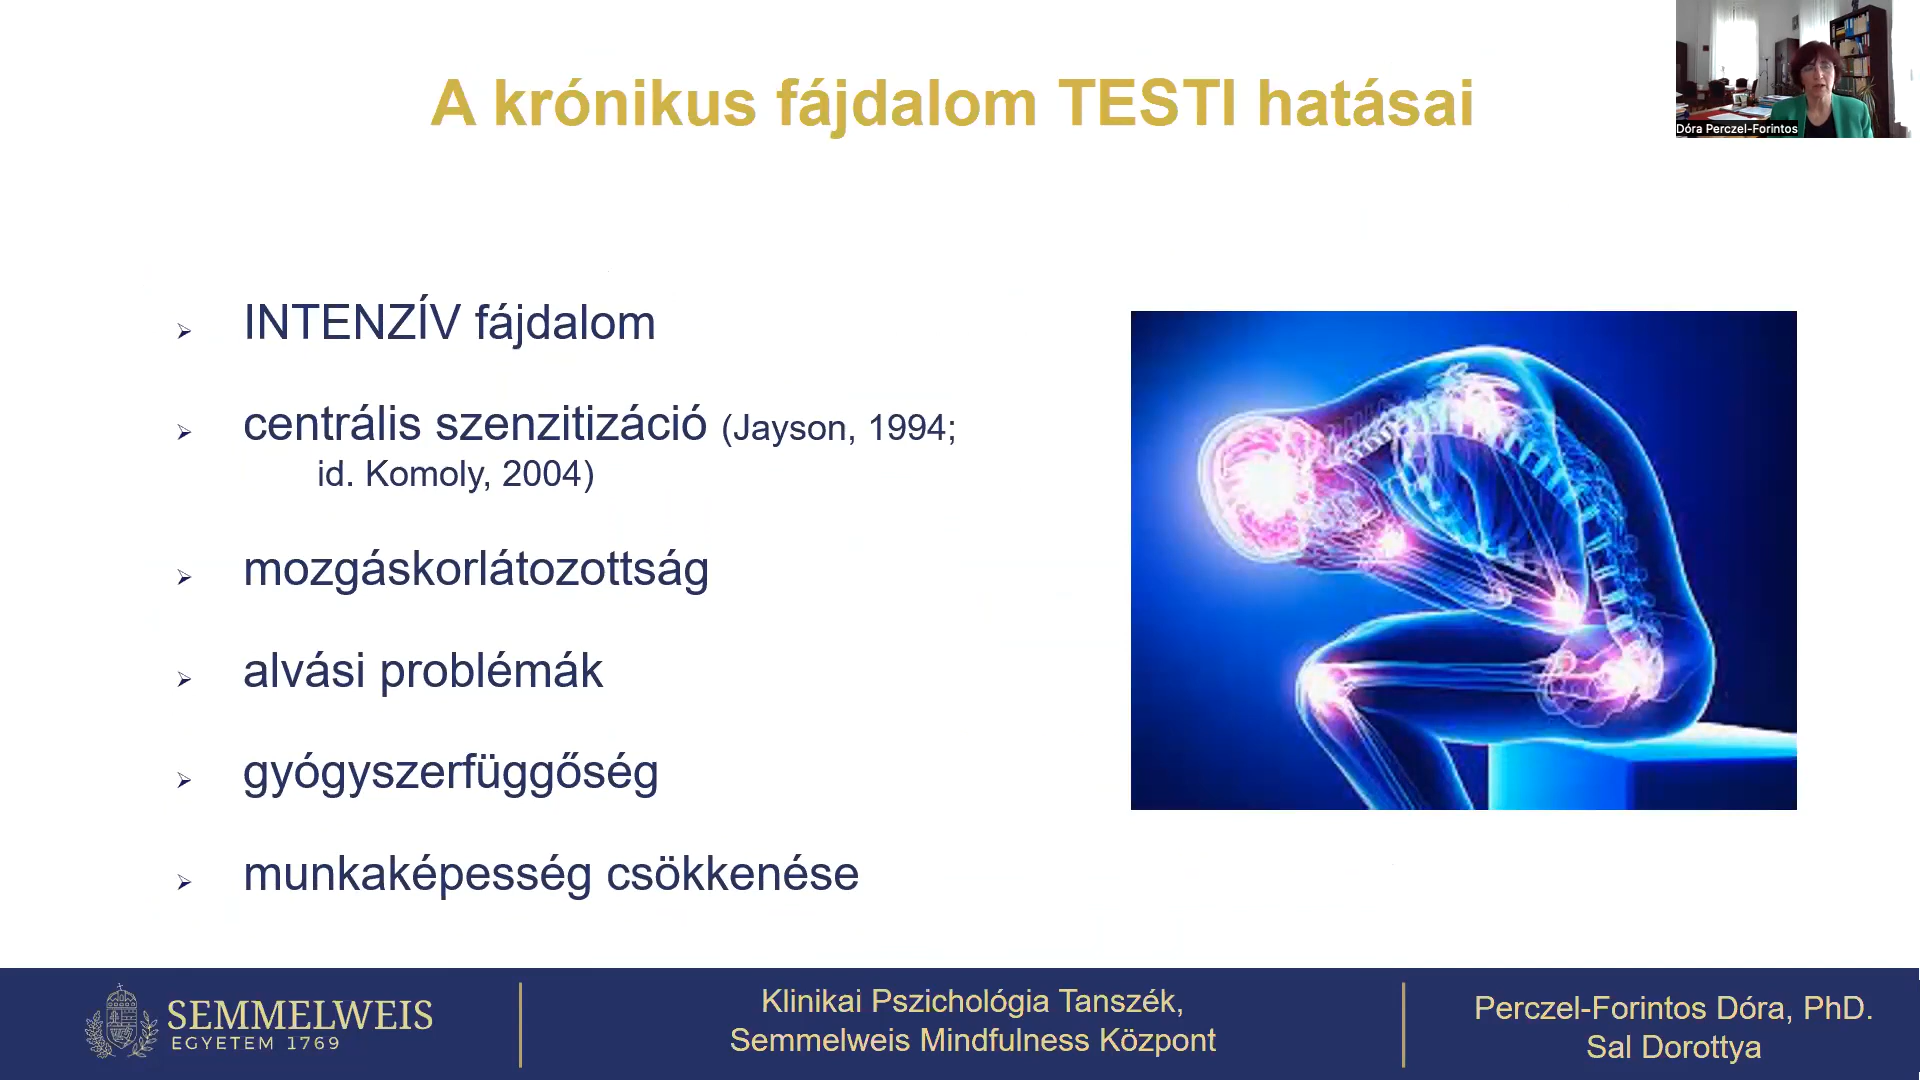 A krónikus fájdalom TESTI hatásai
Dóra Perczel-Forintos
INTENZÍV fájdalom
centrális szenzitizáció (Jayson, 1994;
id. Komoly, 2004)
mozgáskorlátozottság
alvási problémák
gyógyszerfüggőség
munkaképesség csökkenése
SEMMELWEIS
EGYETEM 1769
Klinikai Pszichológia Tanszék,
Semmelweis Mindfulness Központ
Perczel-Forintos Dóra, PhD.
Sal Dorottya